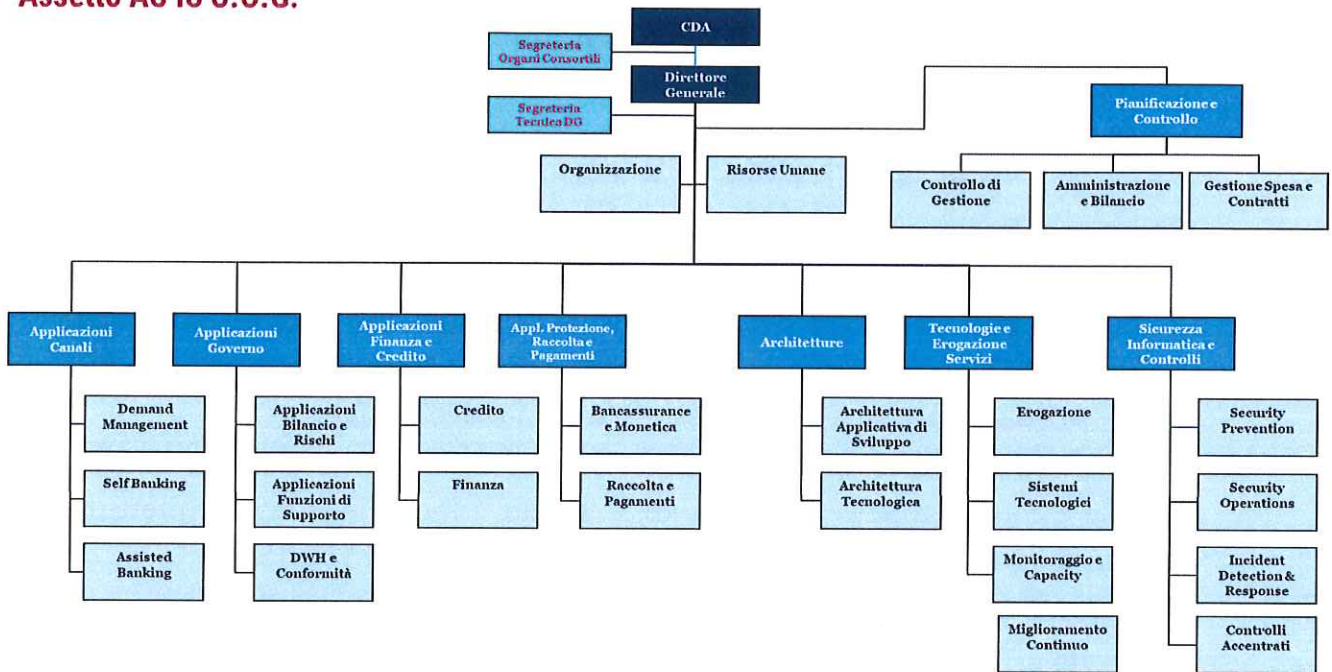 CDA
Segreteria
Organi Consortili
Direttore
Generale
Segreteria
Tecnica DG
Pianificazione e
Controllo
Organizzazione
Risorse Umane
Controllo di
Gestione
Amministrazione
e Bilancio
Gestione Spesa e
Contratti
Applicazioni
Canali
Applicazioni
Governo
Applicazioni
Finanza e
Credito
Appl. Protezione,
Raccolta e
Pagamenti
Architetture
Tecnologie e
Erogazione
Servizi
Sicurezza
Informatica e
Controlli
Demand
Management
Applicazioni
Bilancio e
Rischi
Credito
Bancassurance
e Monetica
Architettura
Applicativa di
Sviluppo
Erogazione
Security
Prevention
Self Banking
Applicazioni
Funzioni di
Supporto
Finanza
Raccolta e
Pagamenti
Architettura
Tecnologica
Sistemi
Tecnologici
Security
Operations
Assisted
Banking
DWH e
Conformità
Monitoraggio e
Capacity
Incident
Detection &
Response
Miglioramento
Continuo
Controlli
Accentrati